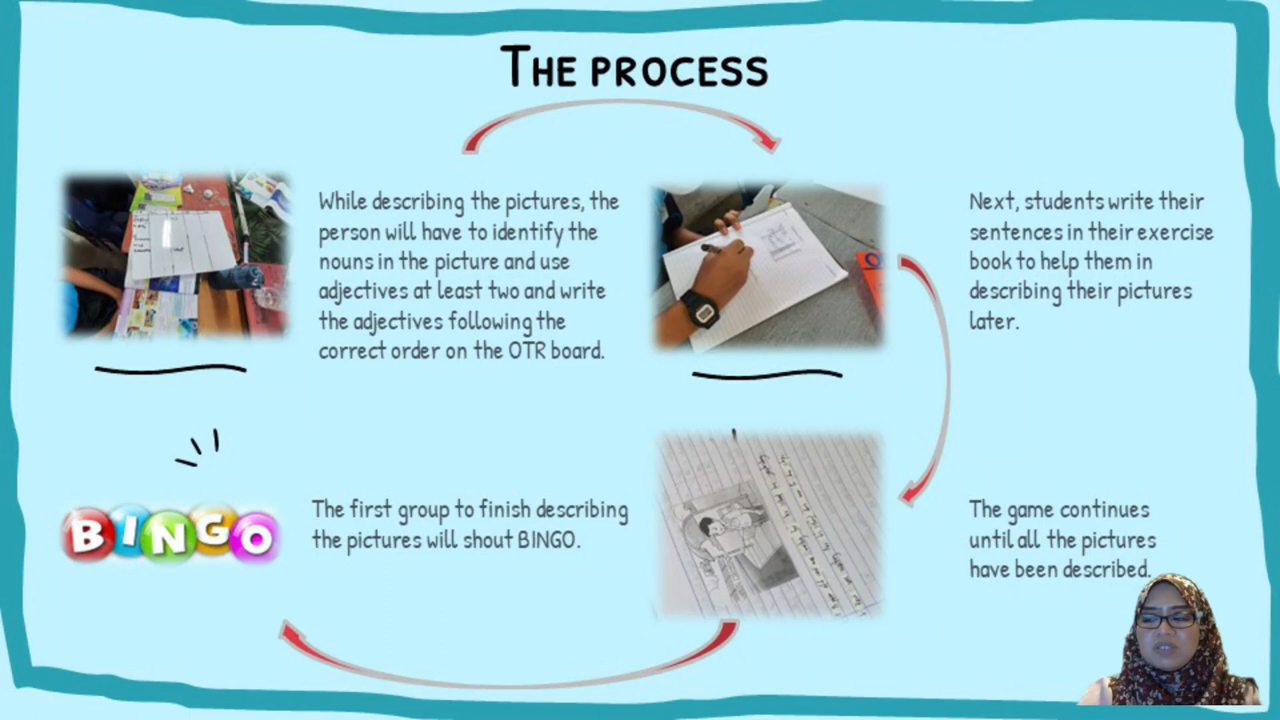 THE PROCESS
While describing the pictures, the
person will have to identify the
nouns in the picture and use
adjectives at least two and write
the adjectives following the
correct order on the OTR board.
Next, students write their
sentences in their exercise
book to help them in
describing their pictures
later.
The game continues
until all the pictures
have been described.
BINGO
The first group to finish describing
the pictures will shout BINGO.